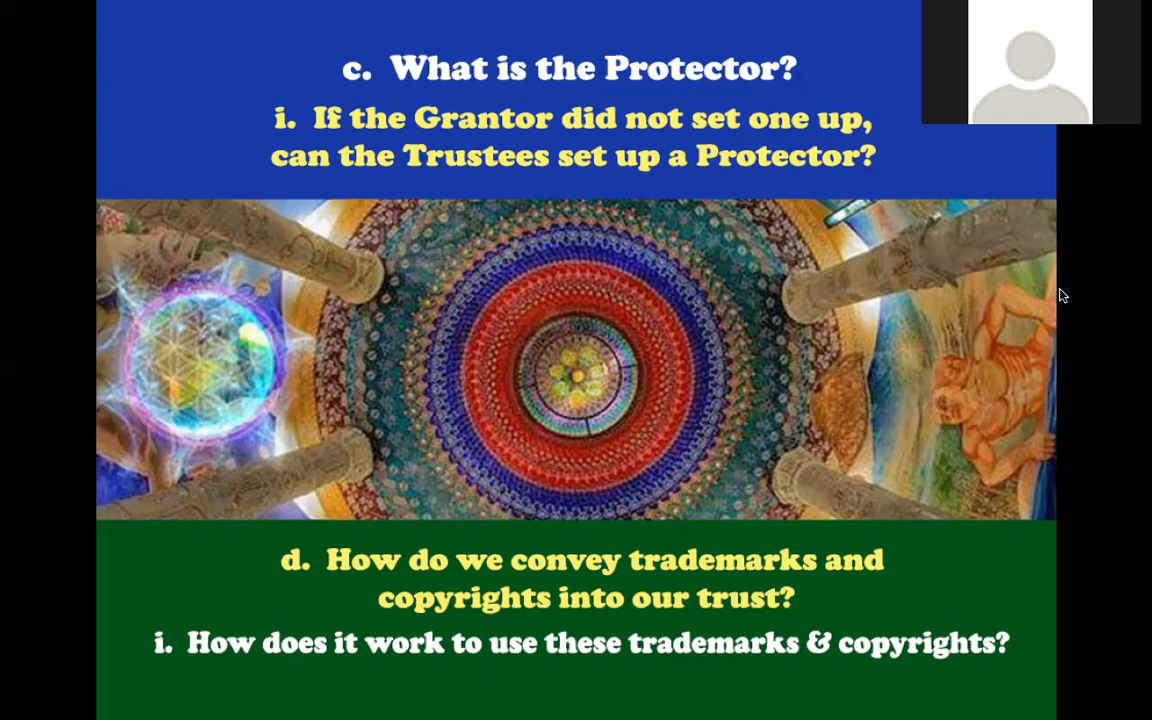 c. What is the Protector?
i. If the Grantor did not set one up,
can the Trustees set up a Protector?
d. How do we convey trademarks and
copyrights into our trust?
i. How does it work to use these trademarks & copyrights?